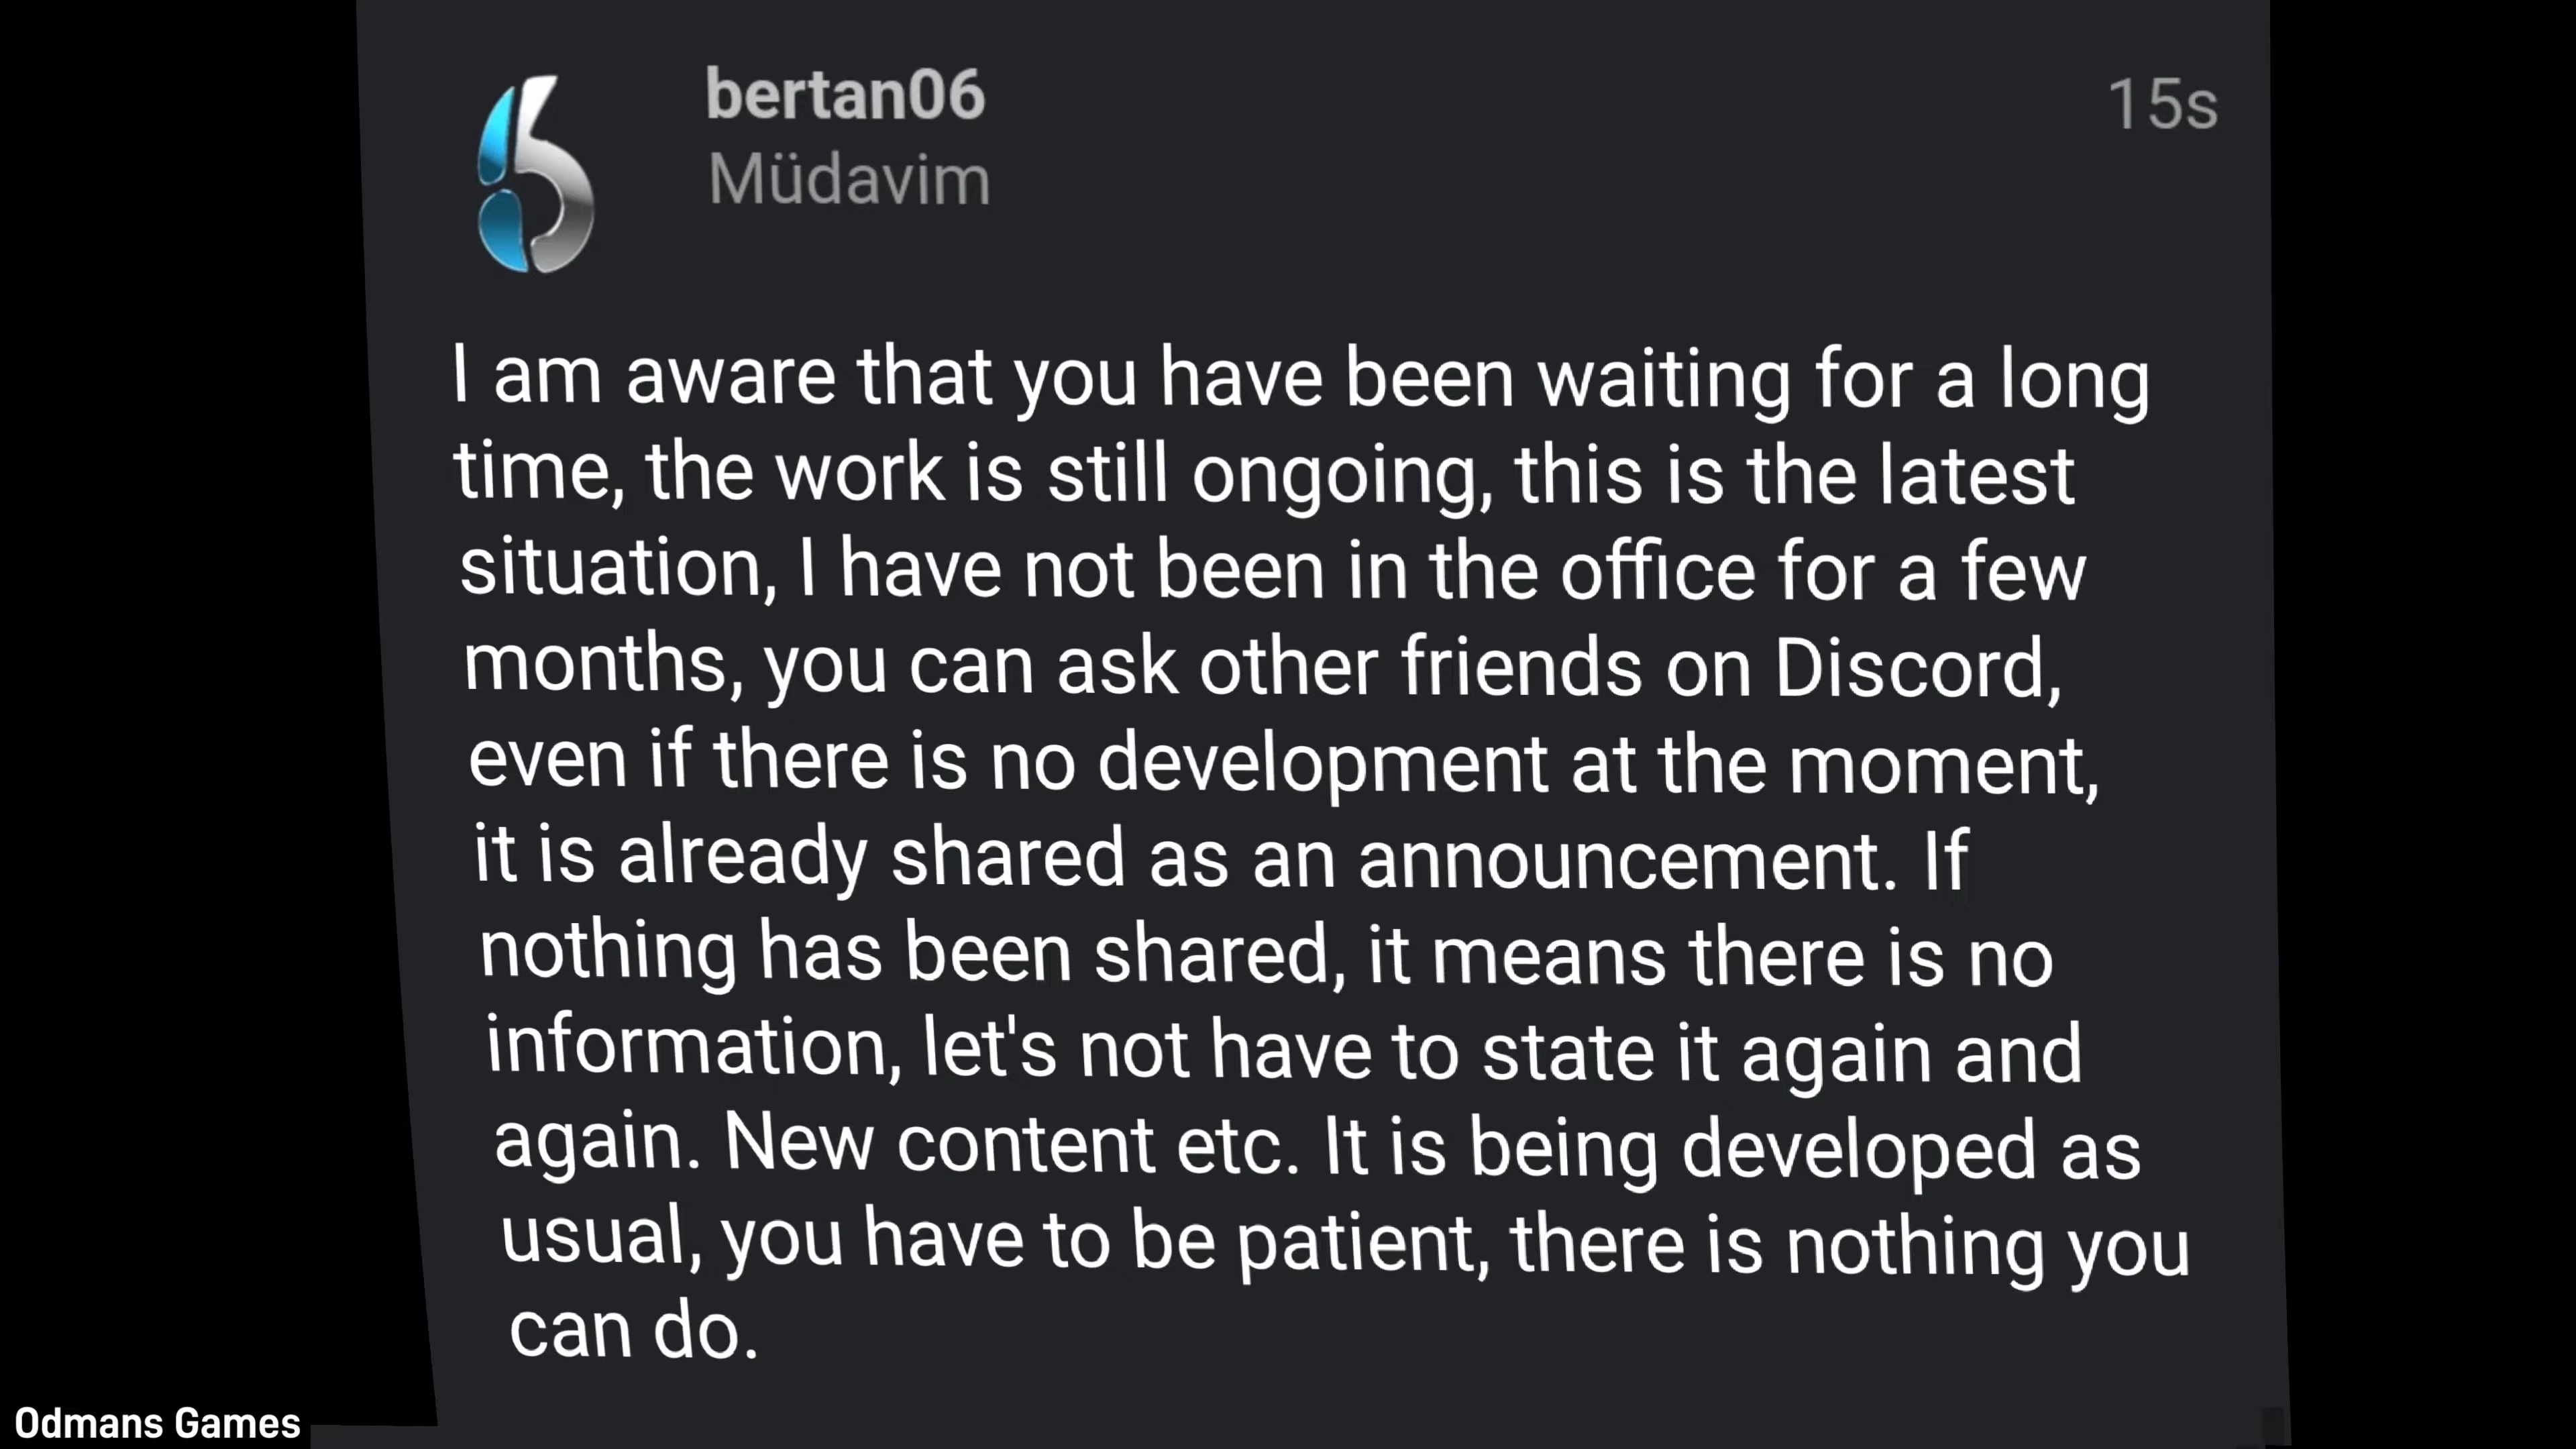 bertan06
15s
Müdavim
I am aware that you have been waiting for a long
time, the work is still ongoing, this is the latest
situation, I have not been in the office for a few
months, you can ask other friends on Discord,
even if there is no development at the moment,
it is already shared as an announcement. If
nothing has been shared, it means there is no
information, let's not have to state it again and
again. New content etc. It is being developed as
usual, you have to be patient, there is nothing you
can do.
Odmans Games